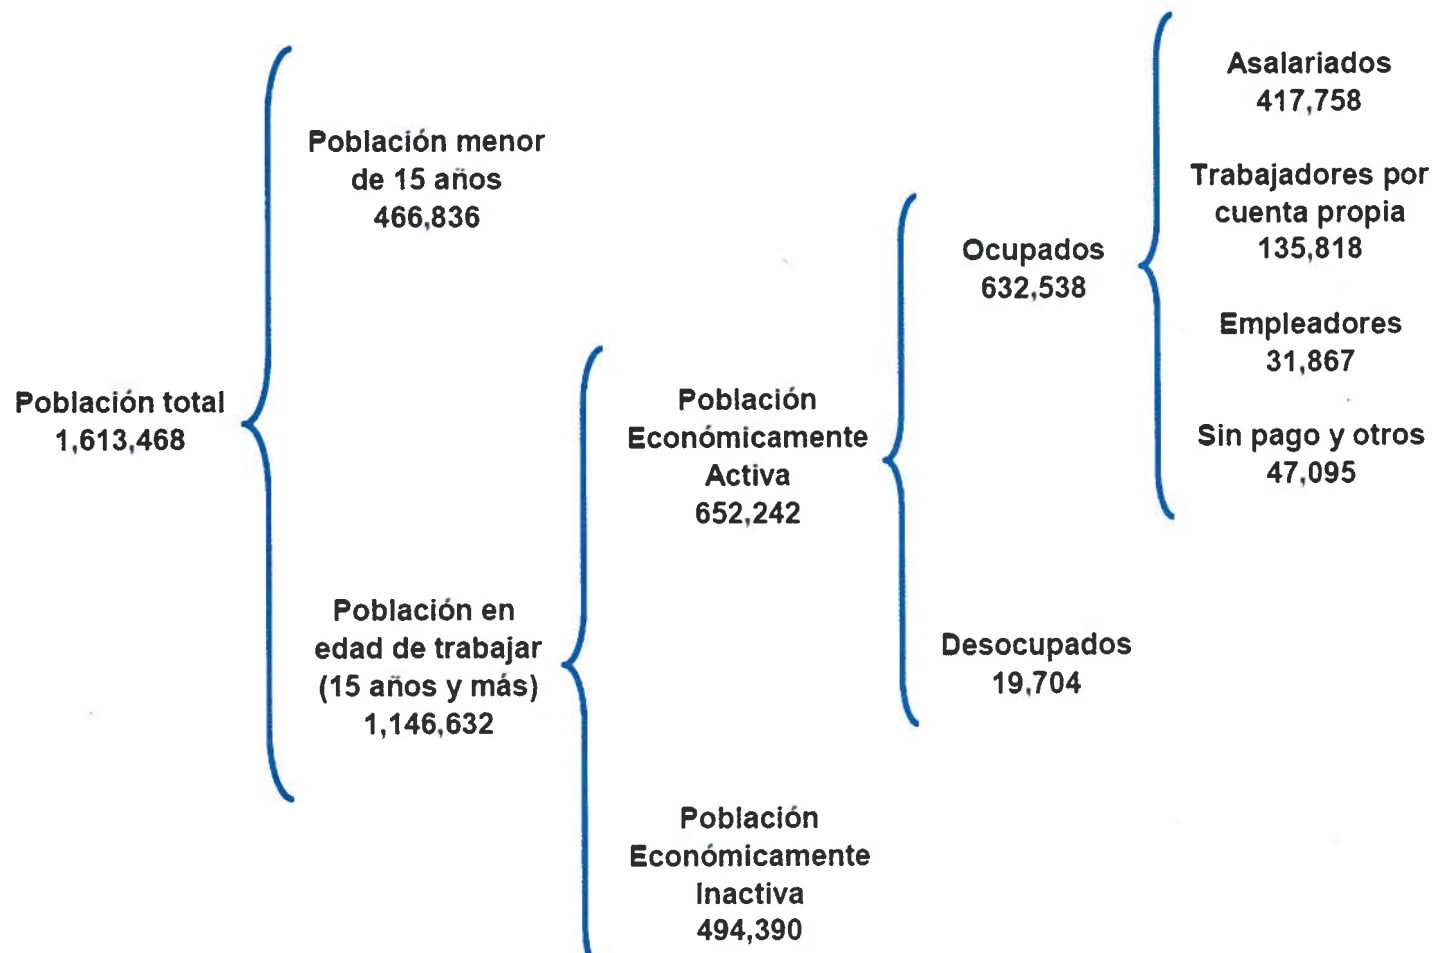 Población total
1,613,468
Población menor
de 15 años
466,836
Población en
edad de trabajar
(15 años y más)
1,146,632
Población
Económicamente
Activa
652,242
Población
Económicamente
Inactiva
494,390
Ocupados
632,538
Desocupados
19,704
Asalariados
417,758
Trabajadores por
cuenta propia
135,818
Empleadores
31,867
Sin pago y otros
47,095